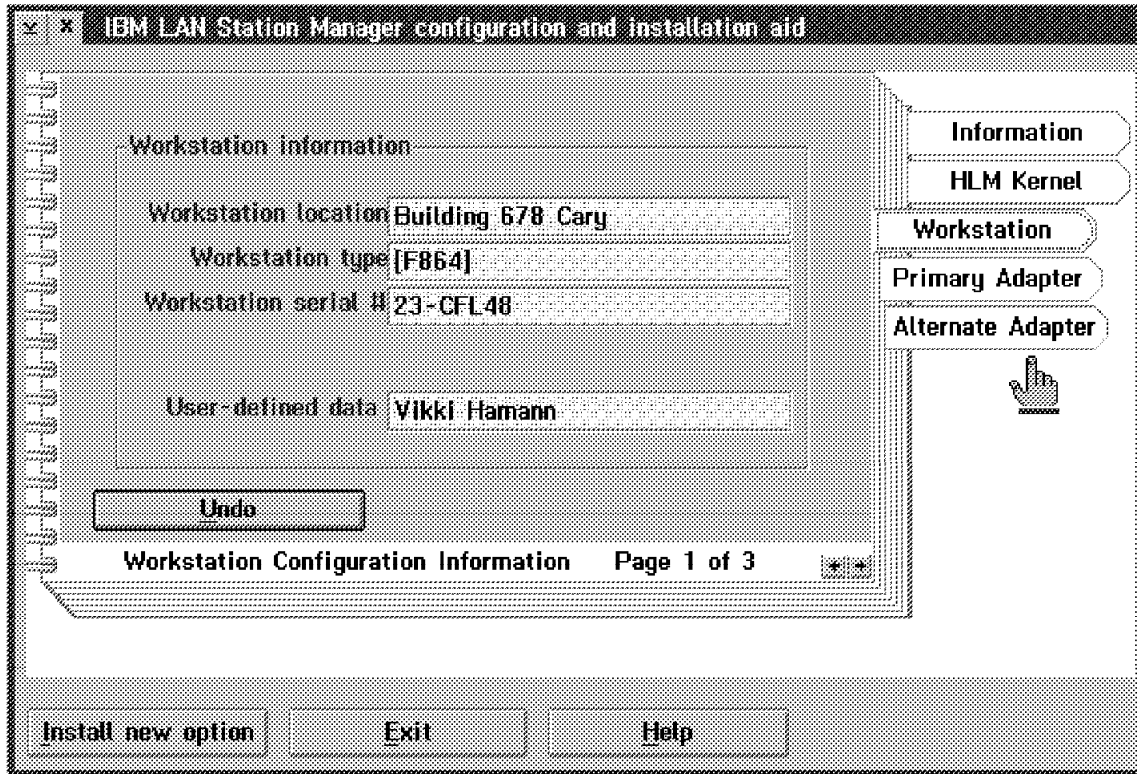 IBM LAN Station Manager configuration and installation aid
Workstation information
Workstation location Building 678 Cary
Workstation type [F864]
Workstation serial # 23-CFL48
User-defined data Vikki Hamann
Undo
Workstation Configuration Information Page 1 of 3
Information
HLM Kernel
Workstation
Primary Adapter
Alternate Adapter
Install new option Exit Help